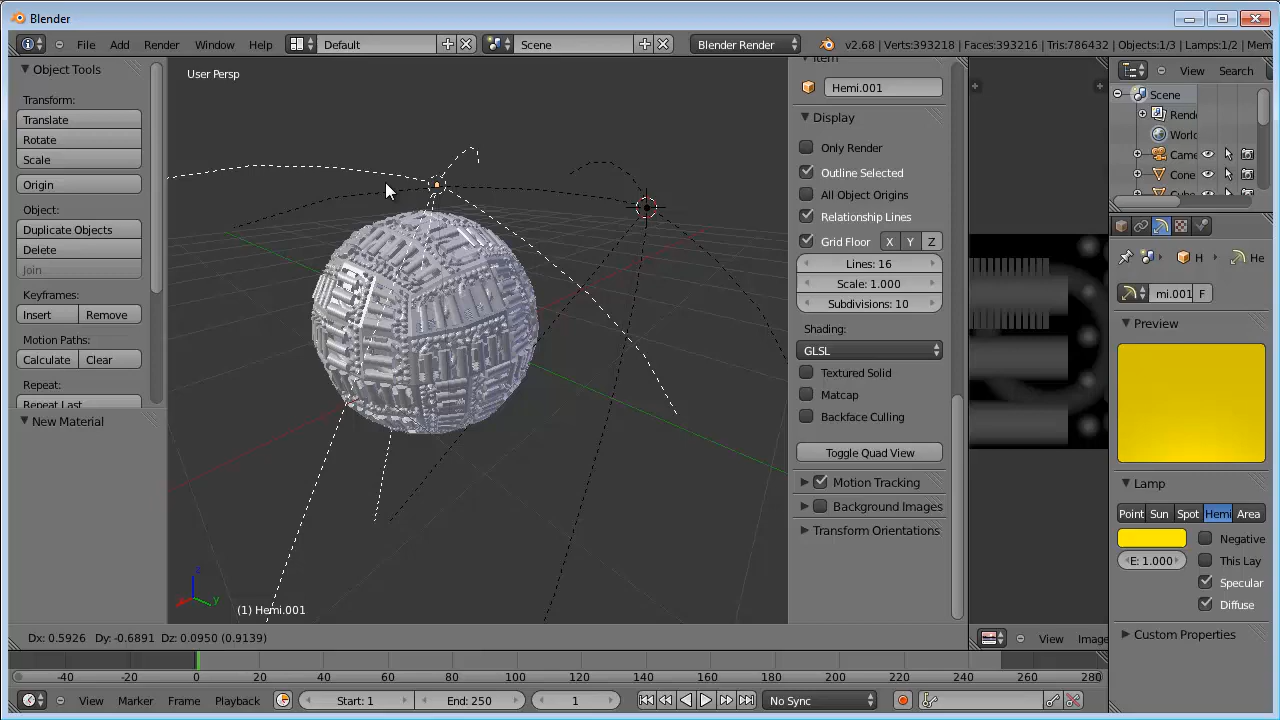 Blender
File Add Render Window Help Default Scene Blender Render v2.68 | Verts:393218 | Faces:393216 | Tris:786432 | Objects:1/3 | Lamps:1/2 | Mem
Object Tools
Transform:
Translate
Rotate
Scale
Origin
Object:
Duplicate Objects
Delete
Join
Keyframes:
Insert Remove
Motion Paths:
Calculate Clear
Repeat:
Repeat Last
New Material
User Persp
z
x
y
(1) Hemi.001
Dx: 0.5926 Dy: -0.6891 Dz: 0.0950 (0.9139)
Item
Hemi.001
Display
Only Render
Outline Selected
All Object Origins
Relationship Lines
Grid Floor X Y Z
Lines: 16
Scale: 1.000
Subdivisions: 10
Shading:
GLSL
Textured Solid
Matcap
Backface Culling
Toggle Quad View
Motion Tracking
Background Images
Transform Orientations
View Image
View Search
Scene
Rende
World
Came
Cone
Cube
H He
mi.001 F
Preview
Lamp
Point Sun Spot Hemi Area
Negative
E: 1.000 This Lay
Specular
Diffuse
Custom Properties
-40 -20 0 20 40 60 80 100 120 140 160 180 200 220 240 260 280
View Marker Frame Playback Start: 1 End: 250 1 No Sync